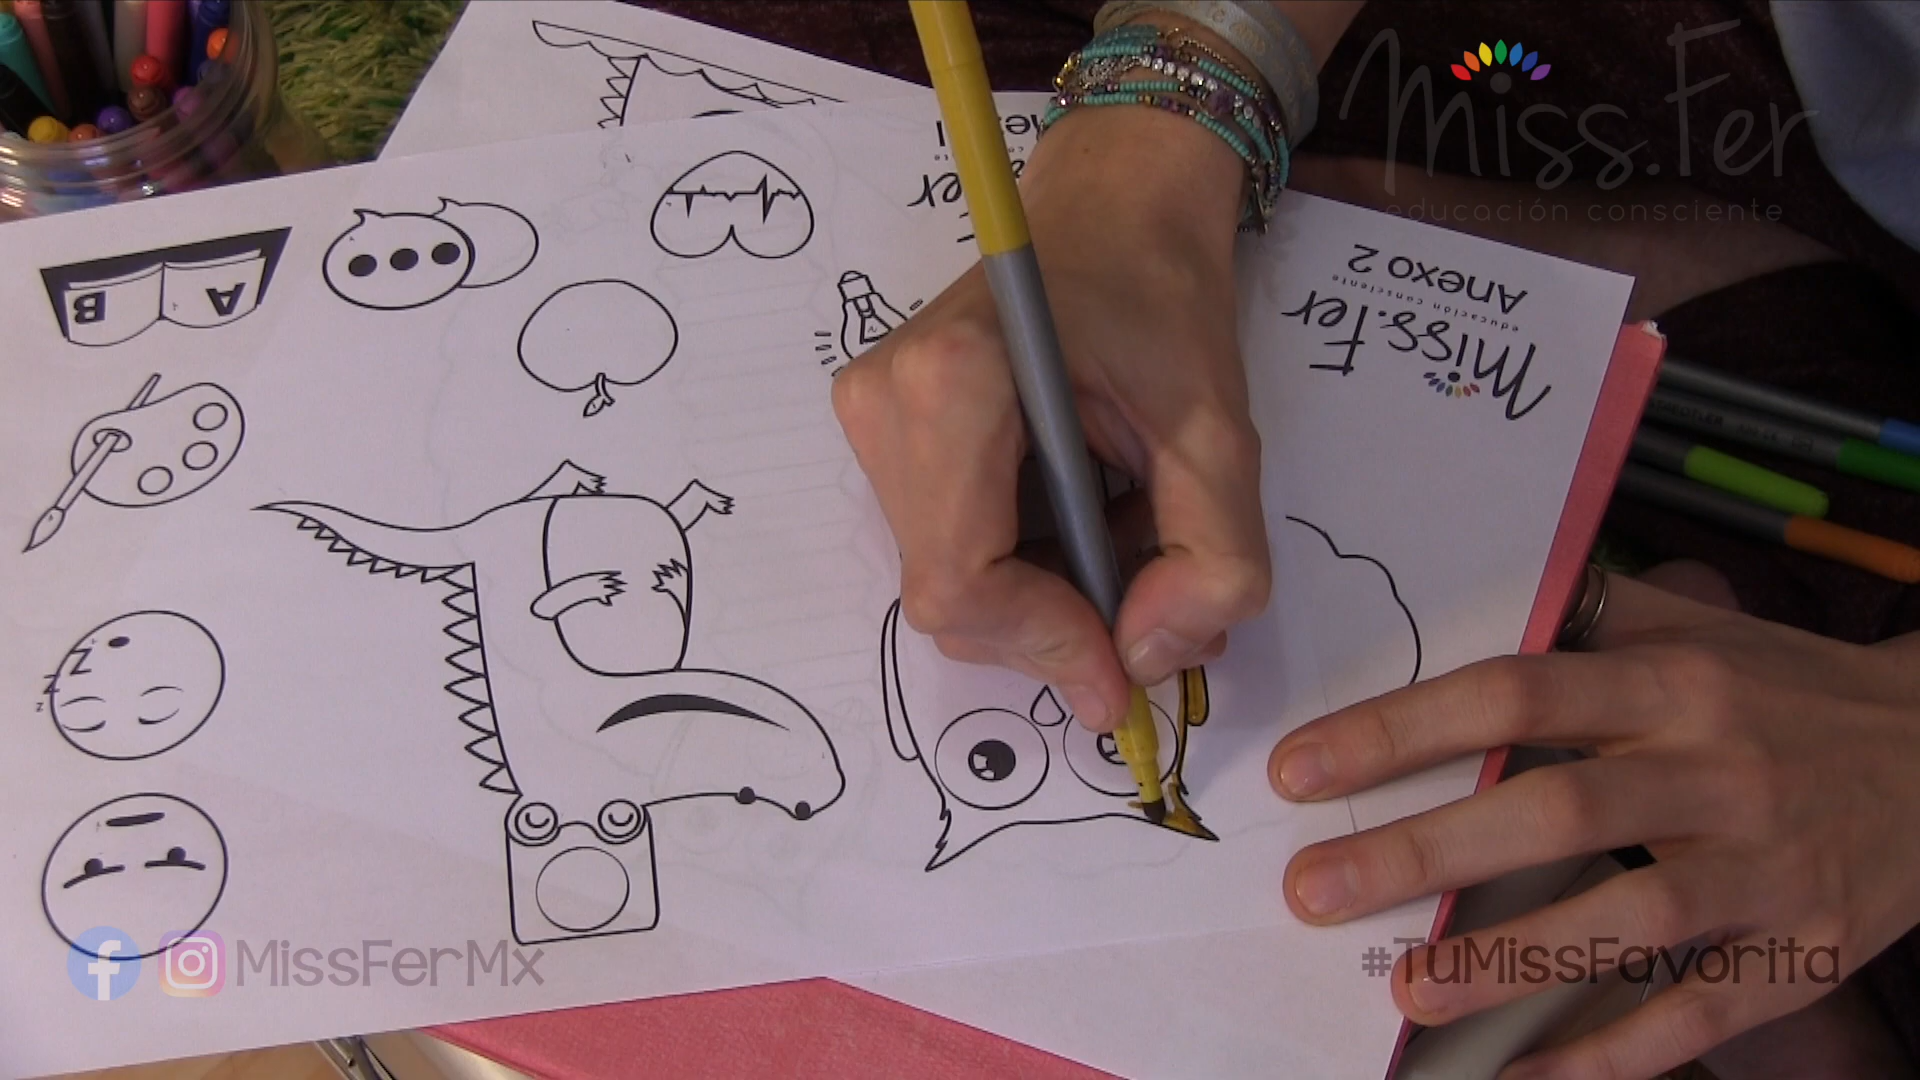 Miss.Fer
educación consciente
Miss.Fer
educación consciente
Anexo 2
A B
z
z
Z
MissFerMx
#TuMissFavorita